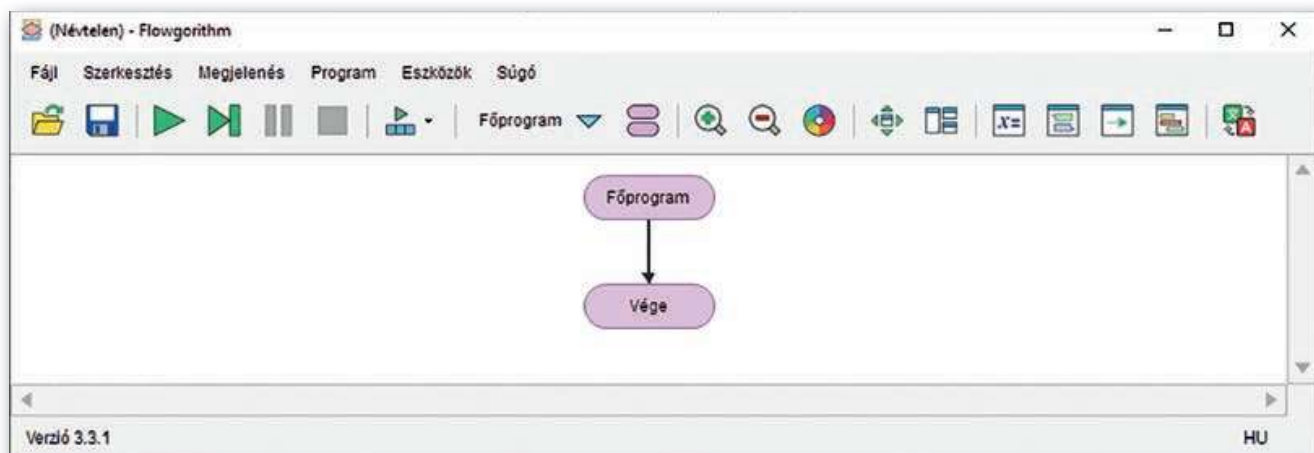 (Névtelen) - Flowgorithm
Fájl Szerkesztés Megjelenés Program Eszközök Súgó
Főprogram x= A
Főprogram
Vége
Verzió 3.3.1 HU